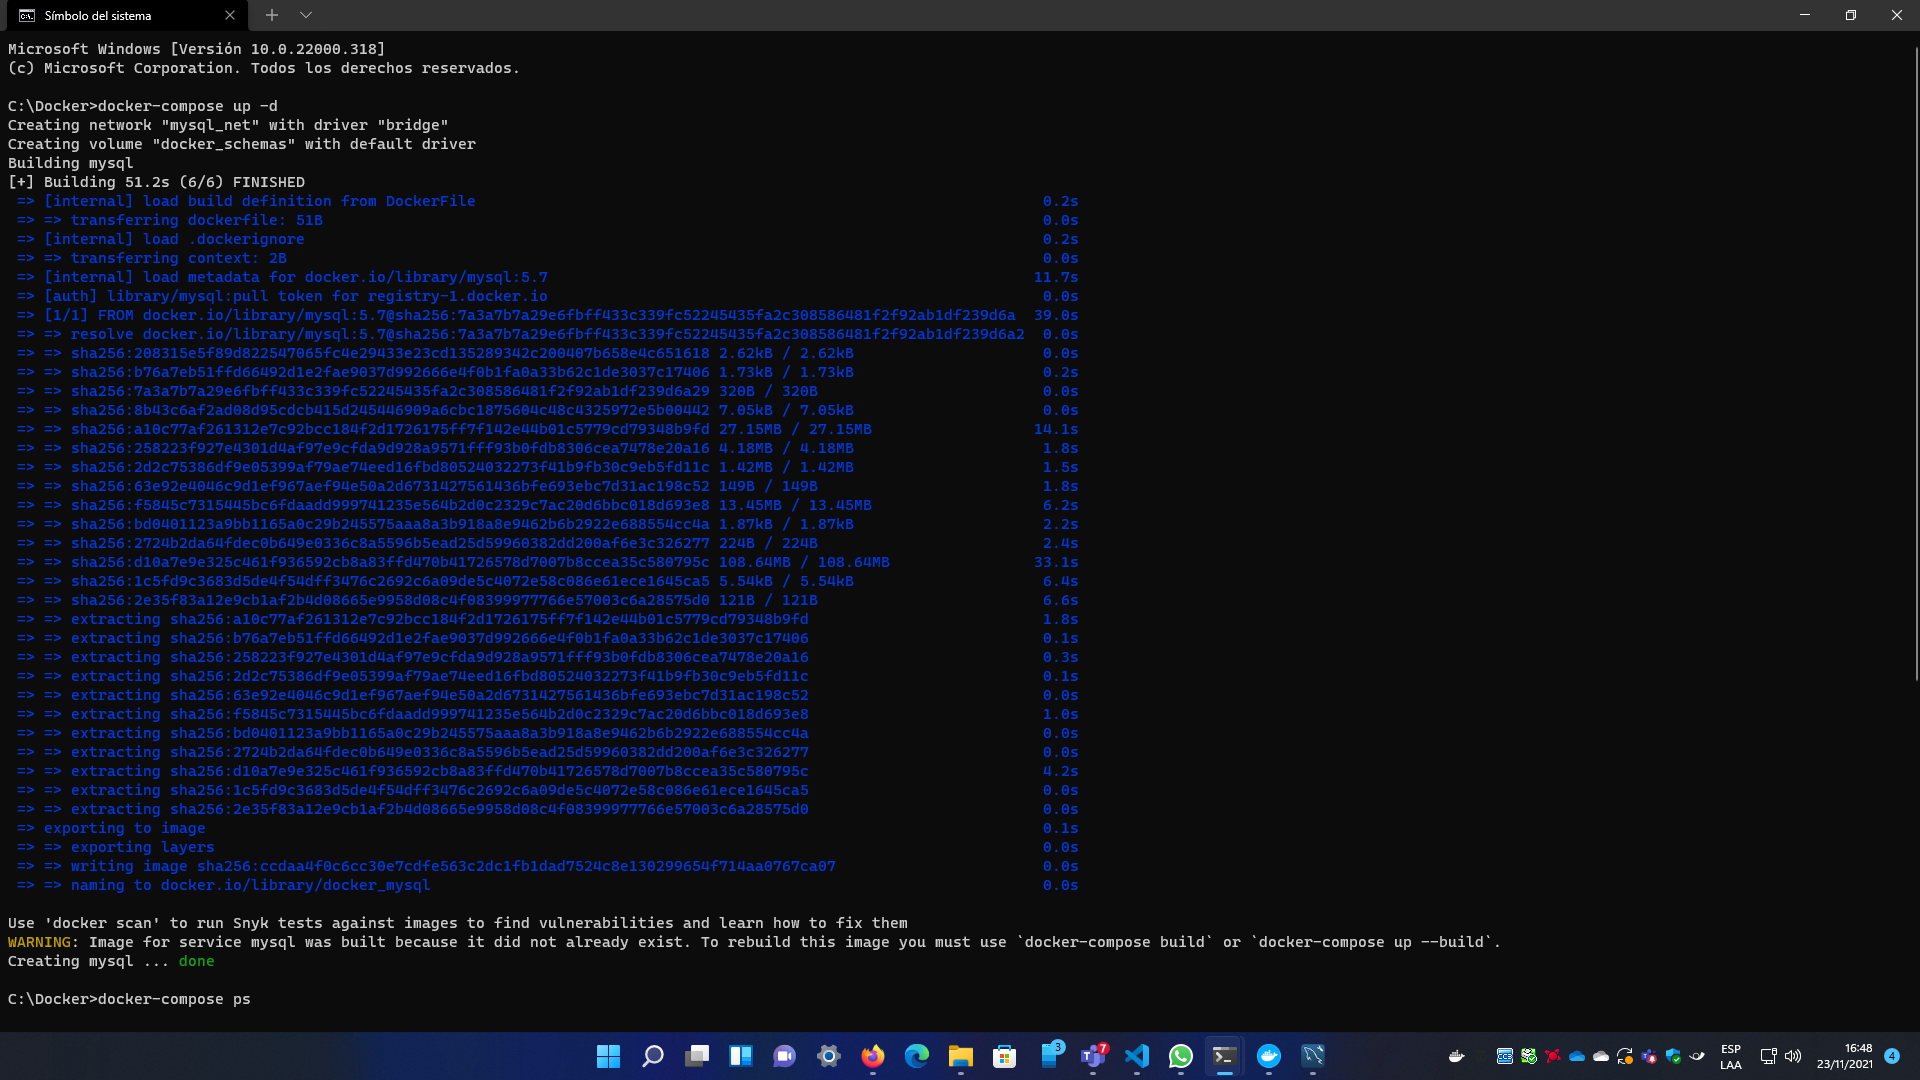 Símbolo del sistema
Microsoft Windows [Versión 10.0.22000.318]
(c) Microsoft Corporation. Todos los derechos reservados.
C:\Docker>docker-compose up -d
Creating network "mysql_net" with driver "bridge"
Creating volume "docker_schemas" with default driver
Building mysql
[+] Building 51.2s (6/6) FINISHED
=> [internal] load build definition from DockerFile 0.2s
=> => transferring dockerfile: 51B 0.0s
=> [internal] load .dockerignore 0.2s
=> => transferring context: 2B 0.0s
=> [internal] load metadata for docker.io/library/mysql:5.7 11.7s
=> [auth] library/mysql:pull token for registry-1.docker.io 0.0s
=> [1/1] FROM docker.io/library/mysql:5.7@sha256:7a3a7b7a29e6fbff433c339fc52245435fa2c308586481f2f92ab1df239d6a 39.0s
=> => resolve docker.io/library/mysql:5.7@sha256:7a3a7b7a29e6fbff433c339fc52245435fa2c308586481f2f92ab1df239d6a2 0.0s
=> => sha256:208315e5f89d822547065fc4e29433e23cd135289342c200407b658e4c651618 2.62kB / 2.62kB 0.0s
=> => sha256:b76a7eb51ffd66492d1e2fae9037d992666e4f0b1fa0a33b62c1de3037c17406 1.73kB / 1.73kB 0.2s
=> => sha256:7a3a7b7a29e6fbff433c339fc52245435fa2c308586481f2f92ab1df239d6a29 320B / 320B 0.0s
=> => sha256:8b43c6af2ad08d95cdcb415d245446909a6cbc1875604c48c4325972e5b00442 7.05kB / 7.05kB 0.0s
=> => sha256:a10c77af261312e7c92bcc184f2d1726175ff7f142e44b01c5779cd79348b9fd 27.15MB / 27.15MB 14.1s
=> => sha256:258223f927e4301d4af97e9cfda9d928a9571fff93b0fdb8306cea7478e20a16 4.18MB / 4.18MB 1.8s
=> => sha256:2d2c75386df9e05399af79ae74eed16fbd80524032273f41b9fb30c9eb5fd11c 1.42MB / 1.42MB 1.5s
=> => sha256:63e92e4046c9d1ef967aef94e50a2d6731427561436bfe693ebc7d31ac198c52 149B / 149B 1.8s
=> => sha256:f5845c7315445bc6fdaadd999741235e564b2d0c2329c7ac20d6bbc018d693e8 13.45MB / 13.45MB 6.2s
=> => sha256:bd0401123a9bb1165a0c29b245575aaa8a3b918a8e9462b6b2922e688554cc4a 1.87kB / 1.87kB 2.2s
=> => sha256:2724b2da64fdec0b649e0336c8a5596b5ead25d59960382dd200af6e3c326277 224B / 224B 2.4s
=> => sha256:d10a7e9e325c461f936592cb8a83ffd470b41726578d7007b8ccea35c580795c 108.64MB / 108.64MB 33.1s
=> => sha256:1c5fd9c3683d5de4f54dff3476c2692c6a09de5c4072e58c086e61ece1645ca5 5.54kB / 5.54kB 6.4s
=> => sha256:2e35f83a12e9cb1af2b4d08665e9958d08c4f08399977766e57003c6a28575d0 121B / 121B 6.6s
=> => extracting sha256:a10c77af261312e7c92bcc184f2d1726175ff7f142e44b01c5779cd79348b9fd 1.8s
=> => extracting sha256:b76a7eb51ffd66492d1e2fae9037d992666e4f0b1fa0a33b62c1de3037c17406 0.1s
=> => extracting sha256:258223f927e4301d4af97e9cfda9d928a9571fff93b0fdb8306cea7478e20a16 0.3s
=> => extracting sha256:2d2c75386df9e05399af79ae74eed16fbd80524032273f41b9fb30c9eb5fd11c 0.1s
=> => extracting sha256:63e92e4046c9d1ef967aef94e50a2d6731427561436bfe693ebc7d31ac198c52 0.0s
=> => extracting sha256:f5845c7315445bc6fdaadd999741235e564b2d0c2329c7ac20d6bbc018d693e8 1.0s
=> => extracting sha256:bd0401123a9bb1165a0c29b245575aaa8a3b918a8e9462b6b2922e688554cc4a 0.0s
=> => extracting sha256:2724b2da64fdec0b649e0336c8a5596b5ead25d59960382dd200af6e3c326277 0.0s
=> => extracting sha256:d10a7e9e325c461f936592cb8a83ffd470b41726578d7007b8ccea35c580795c 4.2s
=> => extracting sha256:1c5fd9c3683d5de4f54dff3476c2692c6a09de5c4072e58c086e61ece1645ca5 0.0s
=> => extracting sha256:2e35f83a12e9cb1af2b4d08665e9958d08c4f08399977766e57003c6a28575d0 0.0s
=> exporting to image 0.1s
=> => exporting layers 0.0s
=> => writing image sha256:ccdaa4f0c6cc30e7cdfe563c2dc1fb1dad7524c8e130299654f714aa0767ca07 0.0s
=> => naming to docker.io/library/docker_mysql 0.0s
Use 'docker scan' to run Snyk tests against images to find vulnerabilities and learn how to fix them
WARNING: Image for service mysql was built because it did not already exist. To rebuild this image you must use `docker-compose build` or `docker-compose up --build`.
Creating mysql ... done
C:\Docker>docker-compose ps
3
7
ESP
LAA
16:48
23/11/2021
4